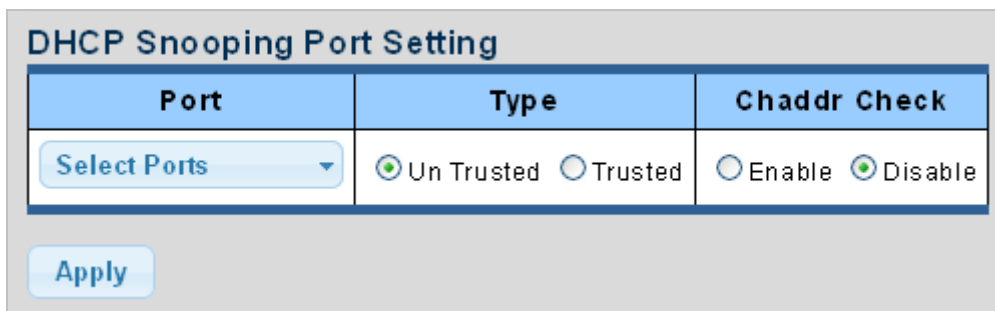 DHCP Snooping Port Setting
Port Type Chaddr Check
Select Ports Un Trusted Trusted Enable Disable
Apply